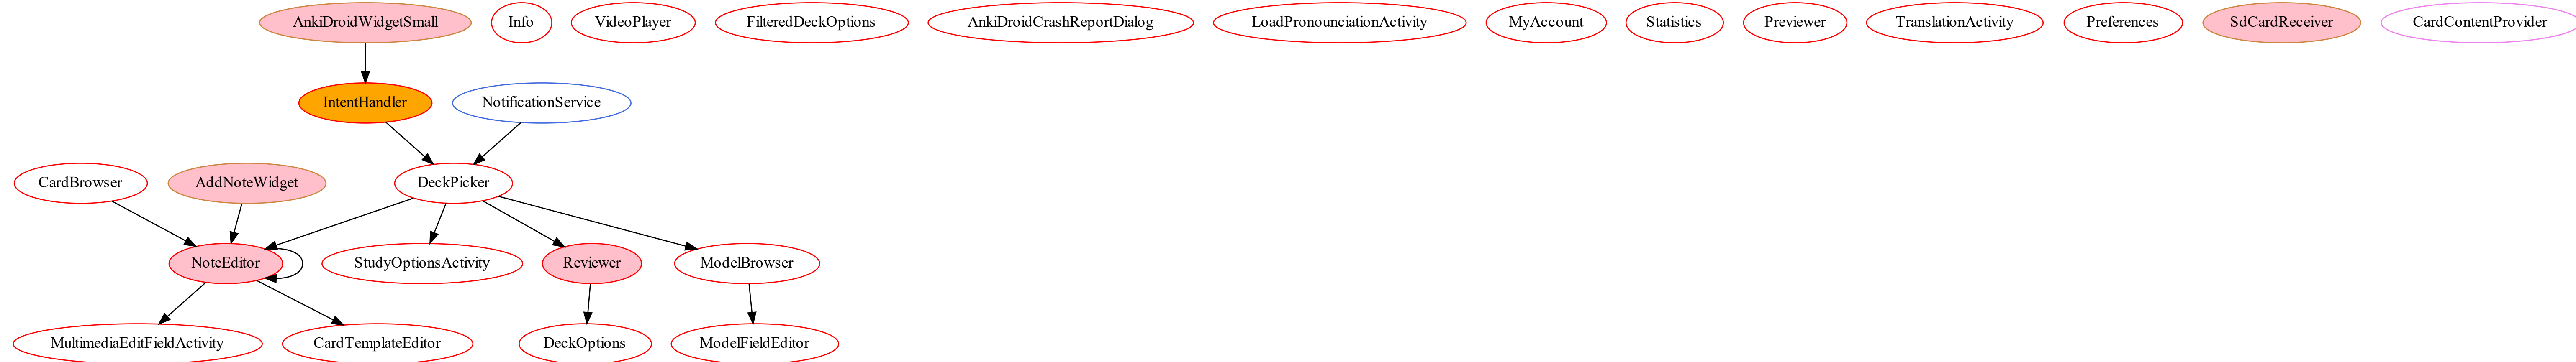 AnkiDroidWidgetSmall
Info
VideoPlayer
FilteredDeckOptions
AnkiDroidCrashReportDialog
LoadPronounciationActivity
MyAccount
Statistics
Previewer
TranslationActivity
Preferences
SdCardReceiver
CardContentProvider
IntentHandler
NotificationService
CardBrowser
AddNoteWidget
DeckPicker
NoteEditor
StudyOptionsActivity
Reviewer
ModelBrowser
MultimediaEditFieldActivity
CardTemplateEditor
DeckOptions
ModelFieldEditor